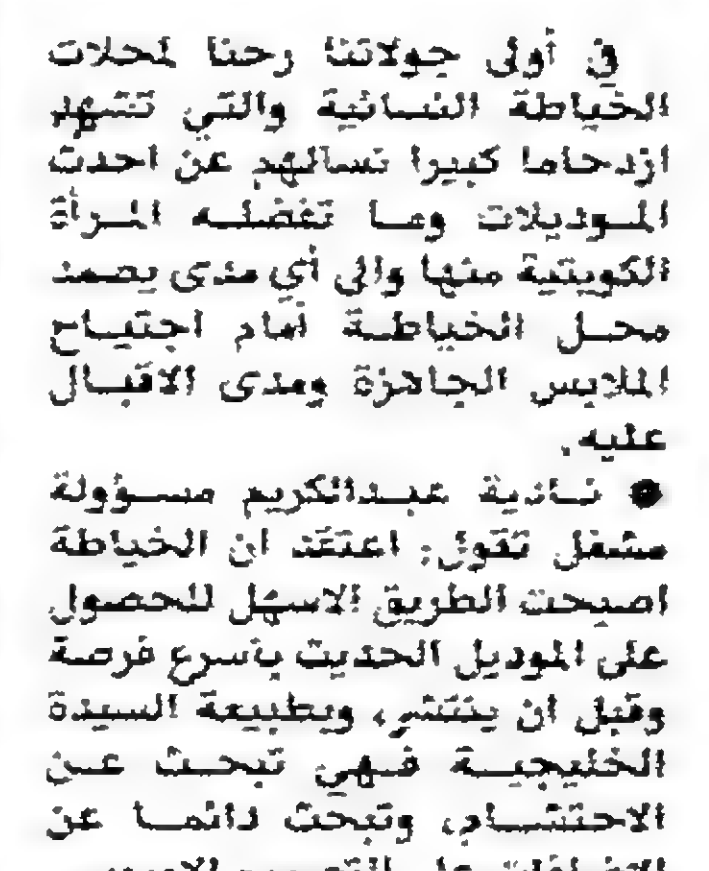 في أولى جولاتنا رحنا لمحلات
الخياطة النسائية والتي تشهد
ازدحاما كبيرا نسألهم عن احدث
الموديلات وما تفضله المرأة
الكويتية منها والى أي مدى يصمد
محل الخياطة أمام اجتياح
الملابس الجاهزة ومدى الاقبال
عليه.
● نادية عبدالكريم مسؤولة
مشغل تقول: اعتقد ان الخياطة
اصبحت الطريق الاسهل للحصول
على الموديل الحديث باسرع فرصة
وقبل ان ينتشر، وبطبيعة السيدة
الخليجية فهي تبحث عن
الاحتشام، وتبحث دائما عن